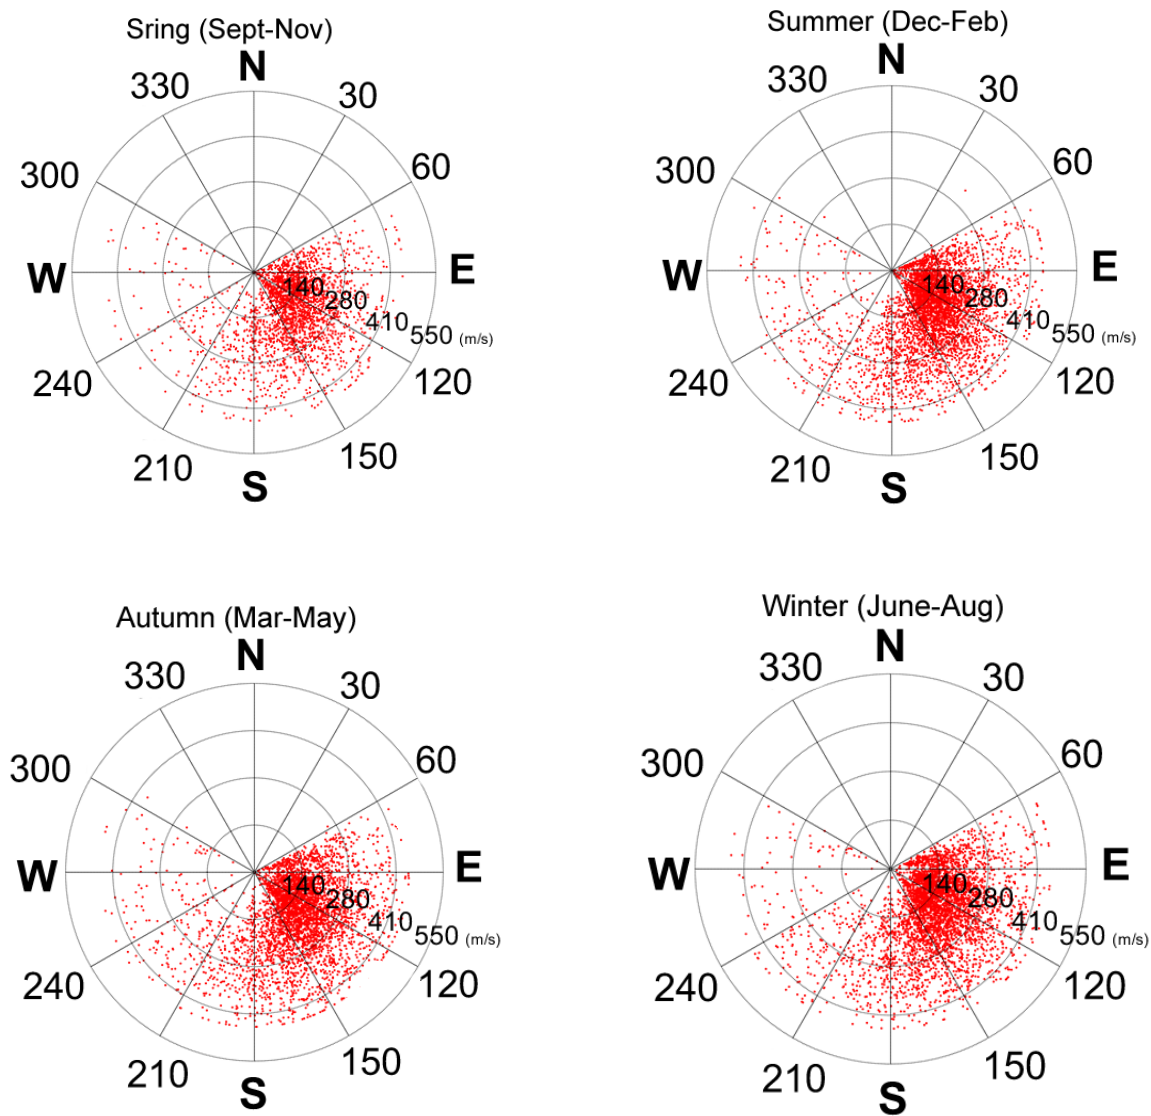 Sring (Sept-Nov)
N
330
30
300
60
W
E
140
280
410
550 (m/s)
240
120
210
150
S
Summer (Dec-Feb)
N
330
30
300
60
W
E
140
280
410
550 (m/s)
240
120
210
150
S
Autumn (Mar-May)
N
330
30
300
60
W
E
140
280
410
550 (m/s)
240
120
210
150
S
Winter (June-Aug)
N
330
30
300
60
W
E
140
280
410
550 (m/s)
240
120
210
150
S